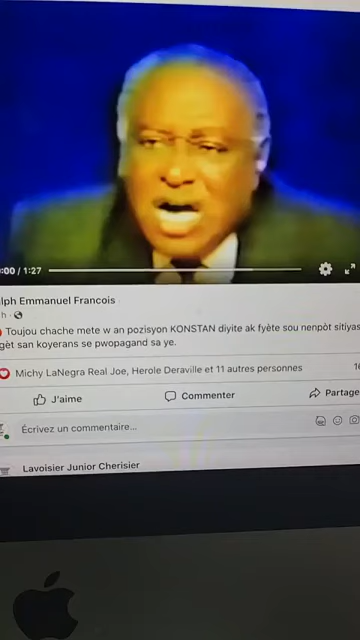 :00 / 1:27
lph Emmanuel Francois
h ·
Toujou chache mete w an pozisyon KONSTAN diyite ak fyète sou nenpòt sitiyas
gèt san koyerans se pwopagand sa ye.
Michy LaNegra Real Joe, Herole Deraville et 11 autres personnes
J'aime
Commenter
Partage
Écrivez un commentaire...
Lavoisier Junior Cherisier